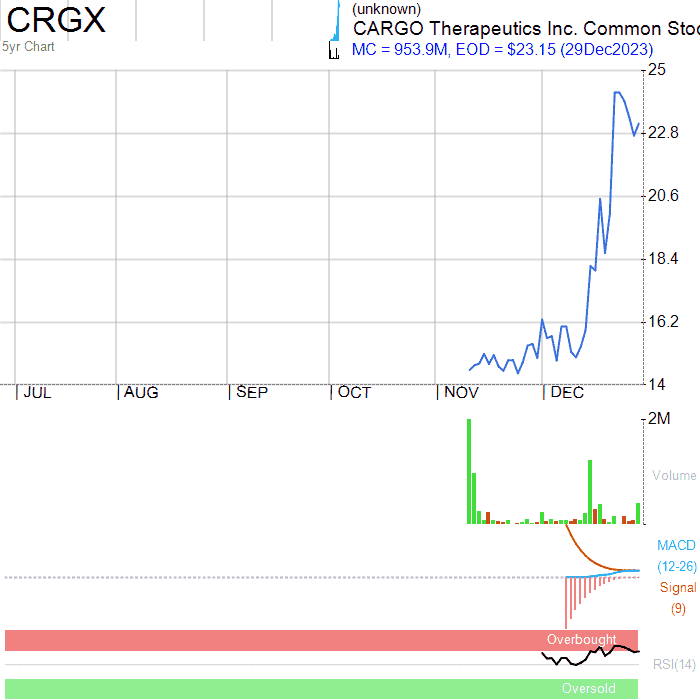 CRGX
5yr Chart
(unknown)
CARGO Therapeutics Inc. Common Stoc
MC = 953.9M, EOD = $23.15 (29Dec2023)
25
22.8
20.6
18.4
16.2
14
JUL AUG SEP OCT NOV DEC
2M
Volume
MACD
(12-26)
Signal
(9)
Overbought
RSI(14)
Oversold